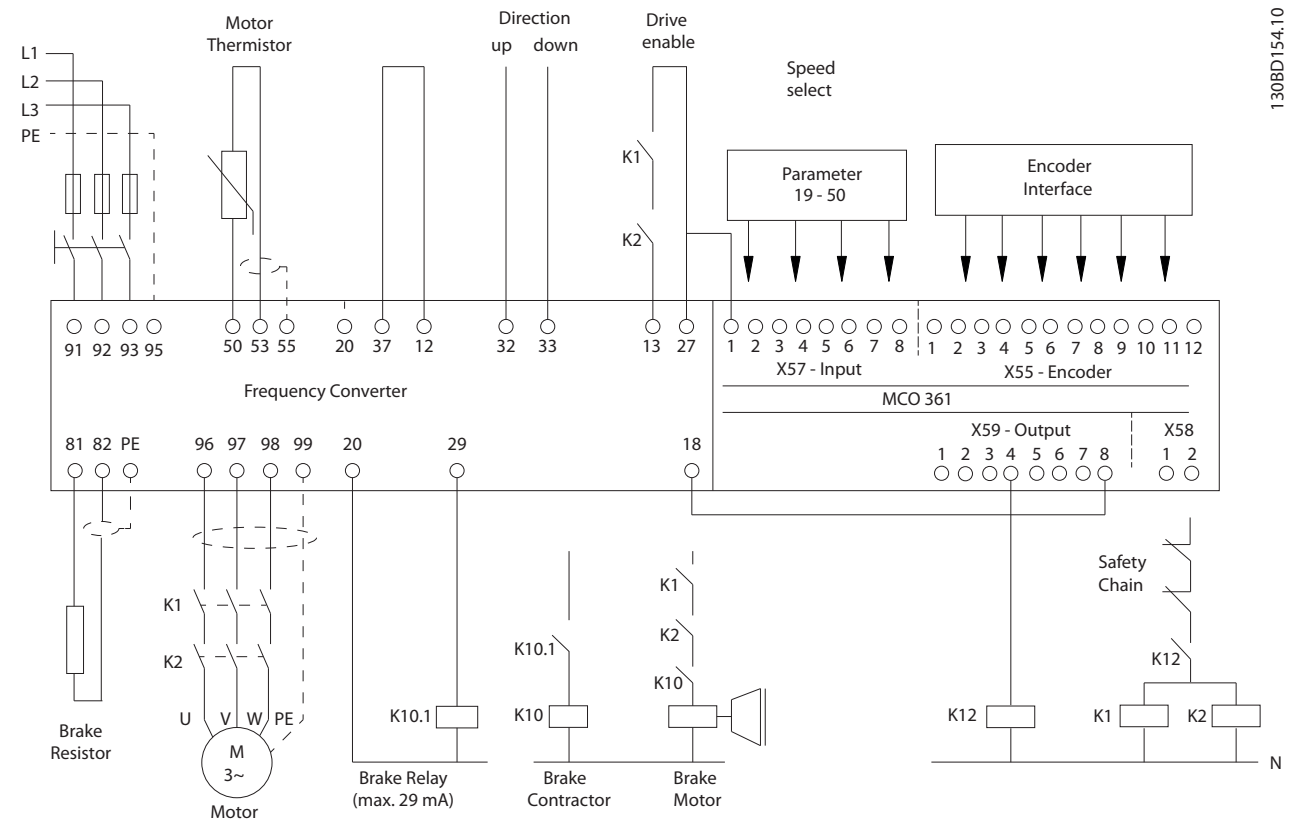 130BD154.10
Motor
Thermistor
Direction
up down
Drive
enable
Speed
select
L1
L2
L3
PE
K1
K2
Parameter
19 - 50
Encoder
Interface
91 92 93 95 50 53 55 20 37 12 32 33 13 27 1 2 3 4 5 6 7 8 1 2 3 4 5 6 7 8 9 10 11 12
X57 - Input
X55 - Encoder
Frequency Converter
MCO 361
X59 - Output
X58
81 82 PE 96 97 98 99 20 29 18 1 2 3 4 5 6 7 8 1 2
Safety
Chain
K1
K2
K10.1
K1
K2
K10
K12
U V W PE
K10.1
K10
K12
K1
K2
M
3~
N
Brake
Resistor
Motor
Brake Relay
(max. 29 mA)
Brake
Contractor
Brake
Motor